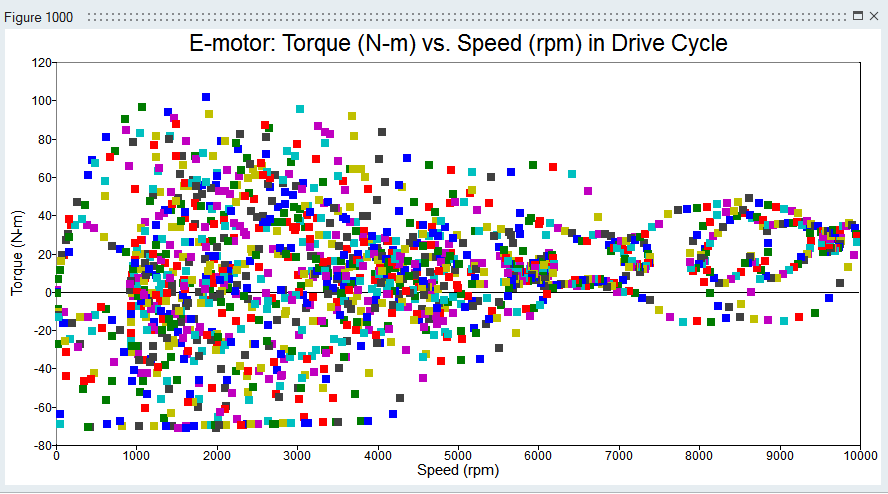 Figure 1000
E-motor: Torque (N-m) vs. Speed (rpm) in Drive Cycle
Torque (N-m)
120
100
80
60
40
20
0
-20
-40
-60
-80
0 1000 2000 3000 4000 5000 6000 7000 8000 9000 10000
Speed (rpm)